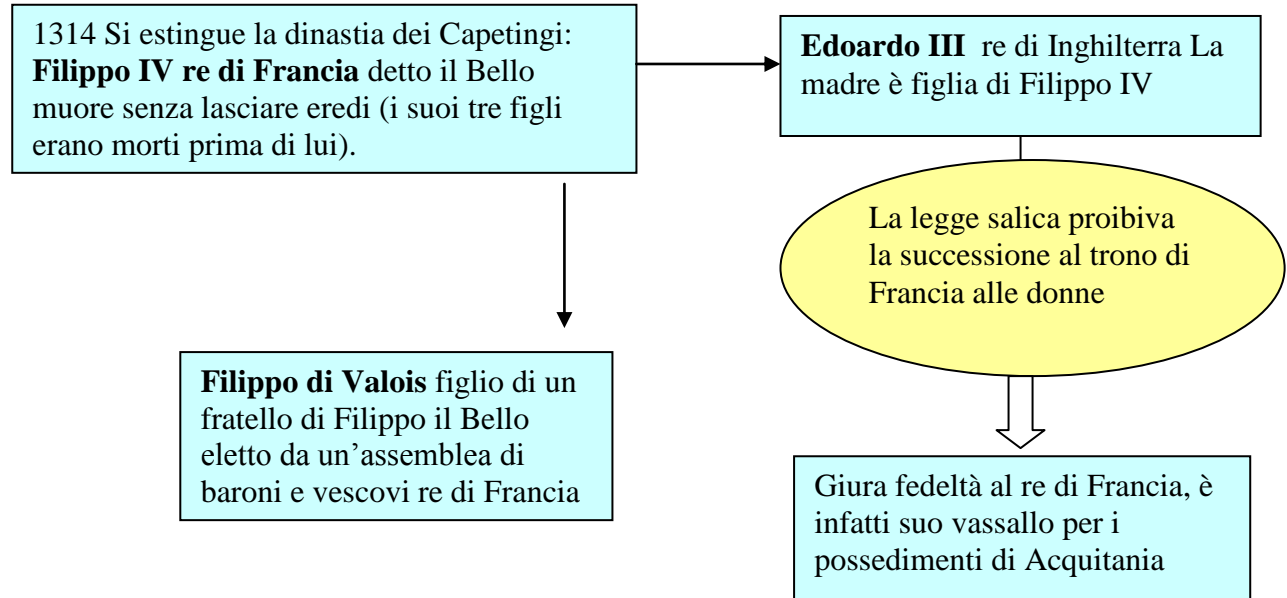 1314 Si estingue la dinastia dei Capetingi:
Filippo IV re di Francia detto il Bello
muore senza lasciare eredi (i suoi tre figli
erano morti prima di lui).
Edoardo III re di Inghilterra La
madre è figlia di Filippo IV
La legge salica proibiva
la successione al trono di
Francia alle donne
Filippo di Valois figlio di un
fratello di Filippo il Bello
eletto da un’assemblea di
baroni e vescovi re di Francia
Giura fedeltà al re di Francia, è
infatti suo vassallo per i
possedimenti di Acquitania